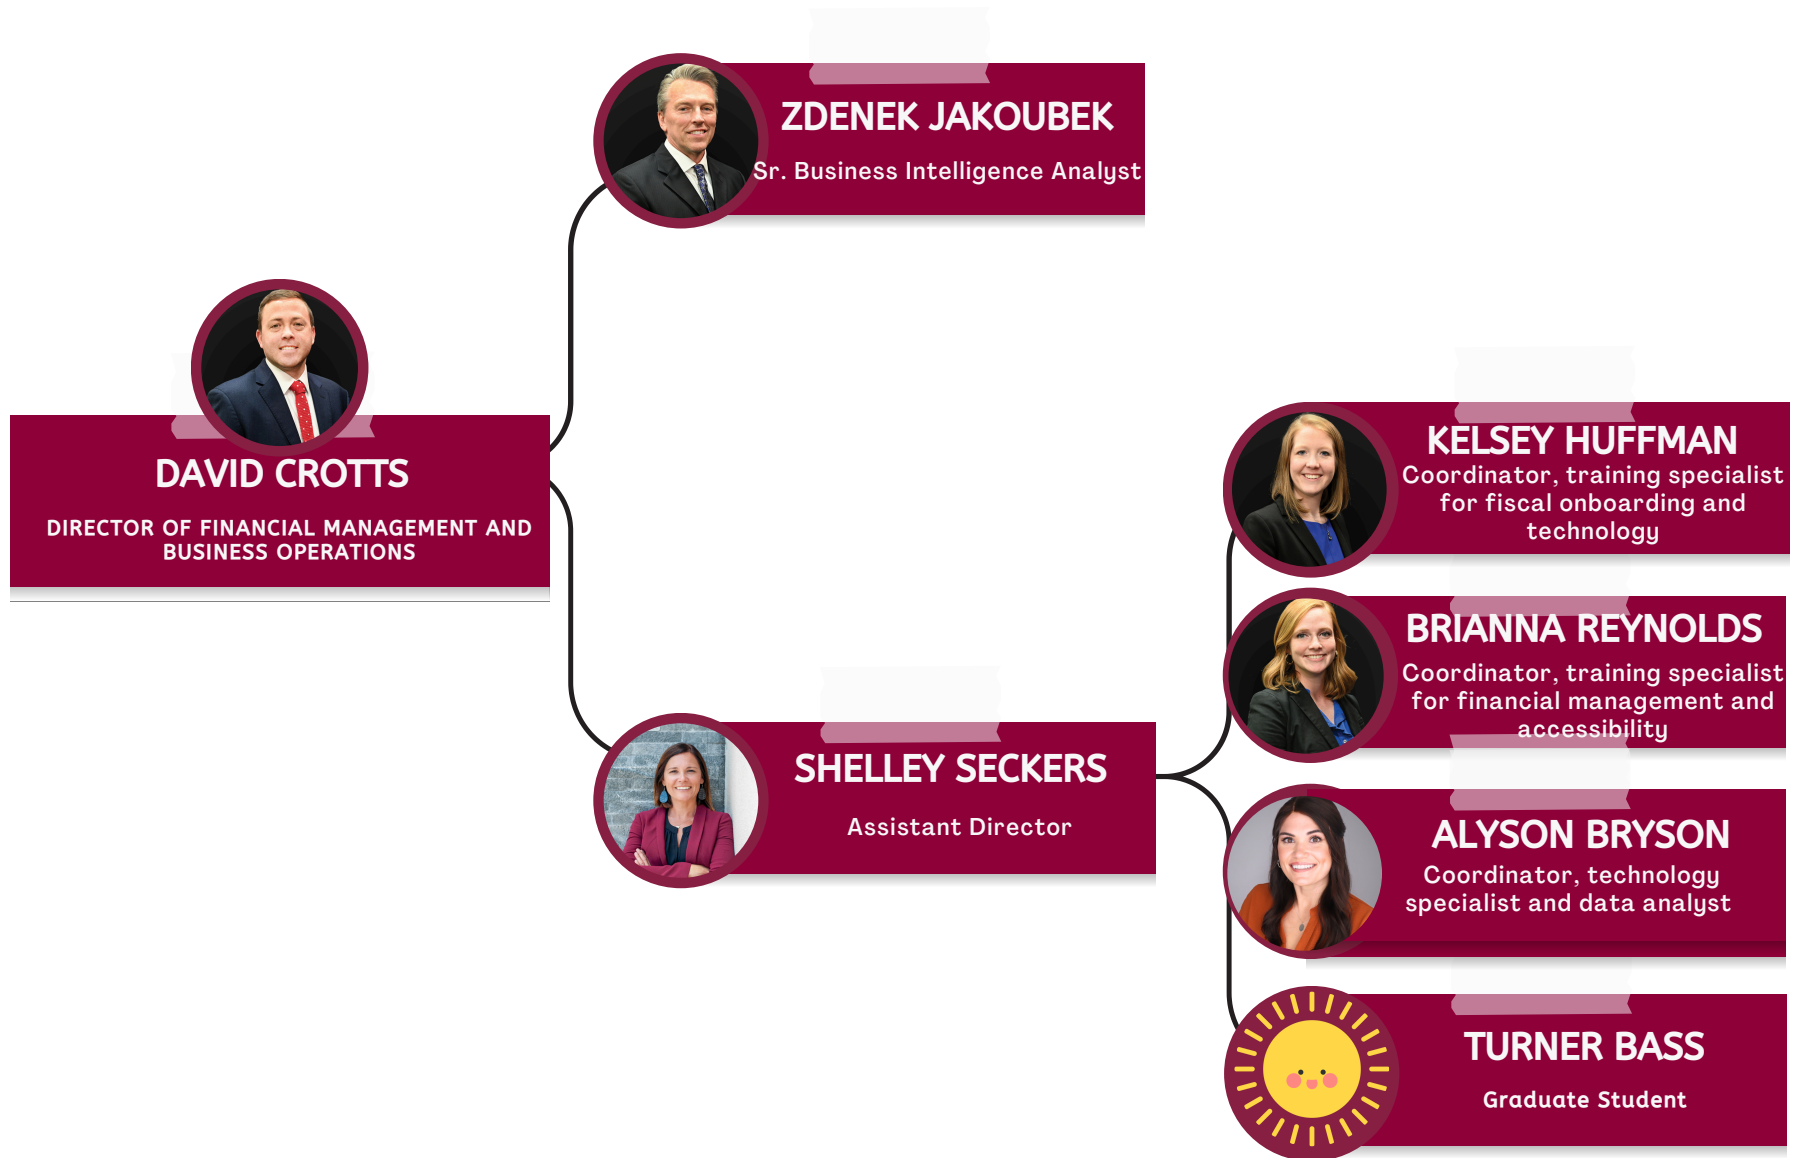 ZDENEK JAKOUBEK
Sr. Business Intelligence Analyst
DAVID CROTTS
DIRECTOR OF FINANCIAL MANAGEMENT AND
BUSINESS OPERATIONS
SHELLEY SECKERS
Assistant Director
KELSEY HUFFMAN
Coordinator, training specialist
for fiscal onboarding and
technology
BRIANNA REYNOLDS
Coordinator, training specialist
for financial management and
accessibility
ALYSON BRYSON
Coordinator, technology
specialist and data analyst
TURNER BASS
Graduate Student